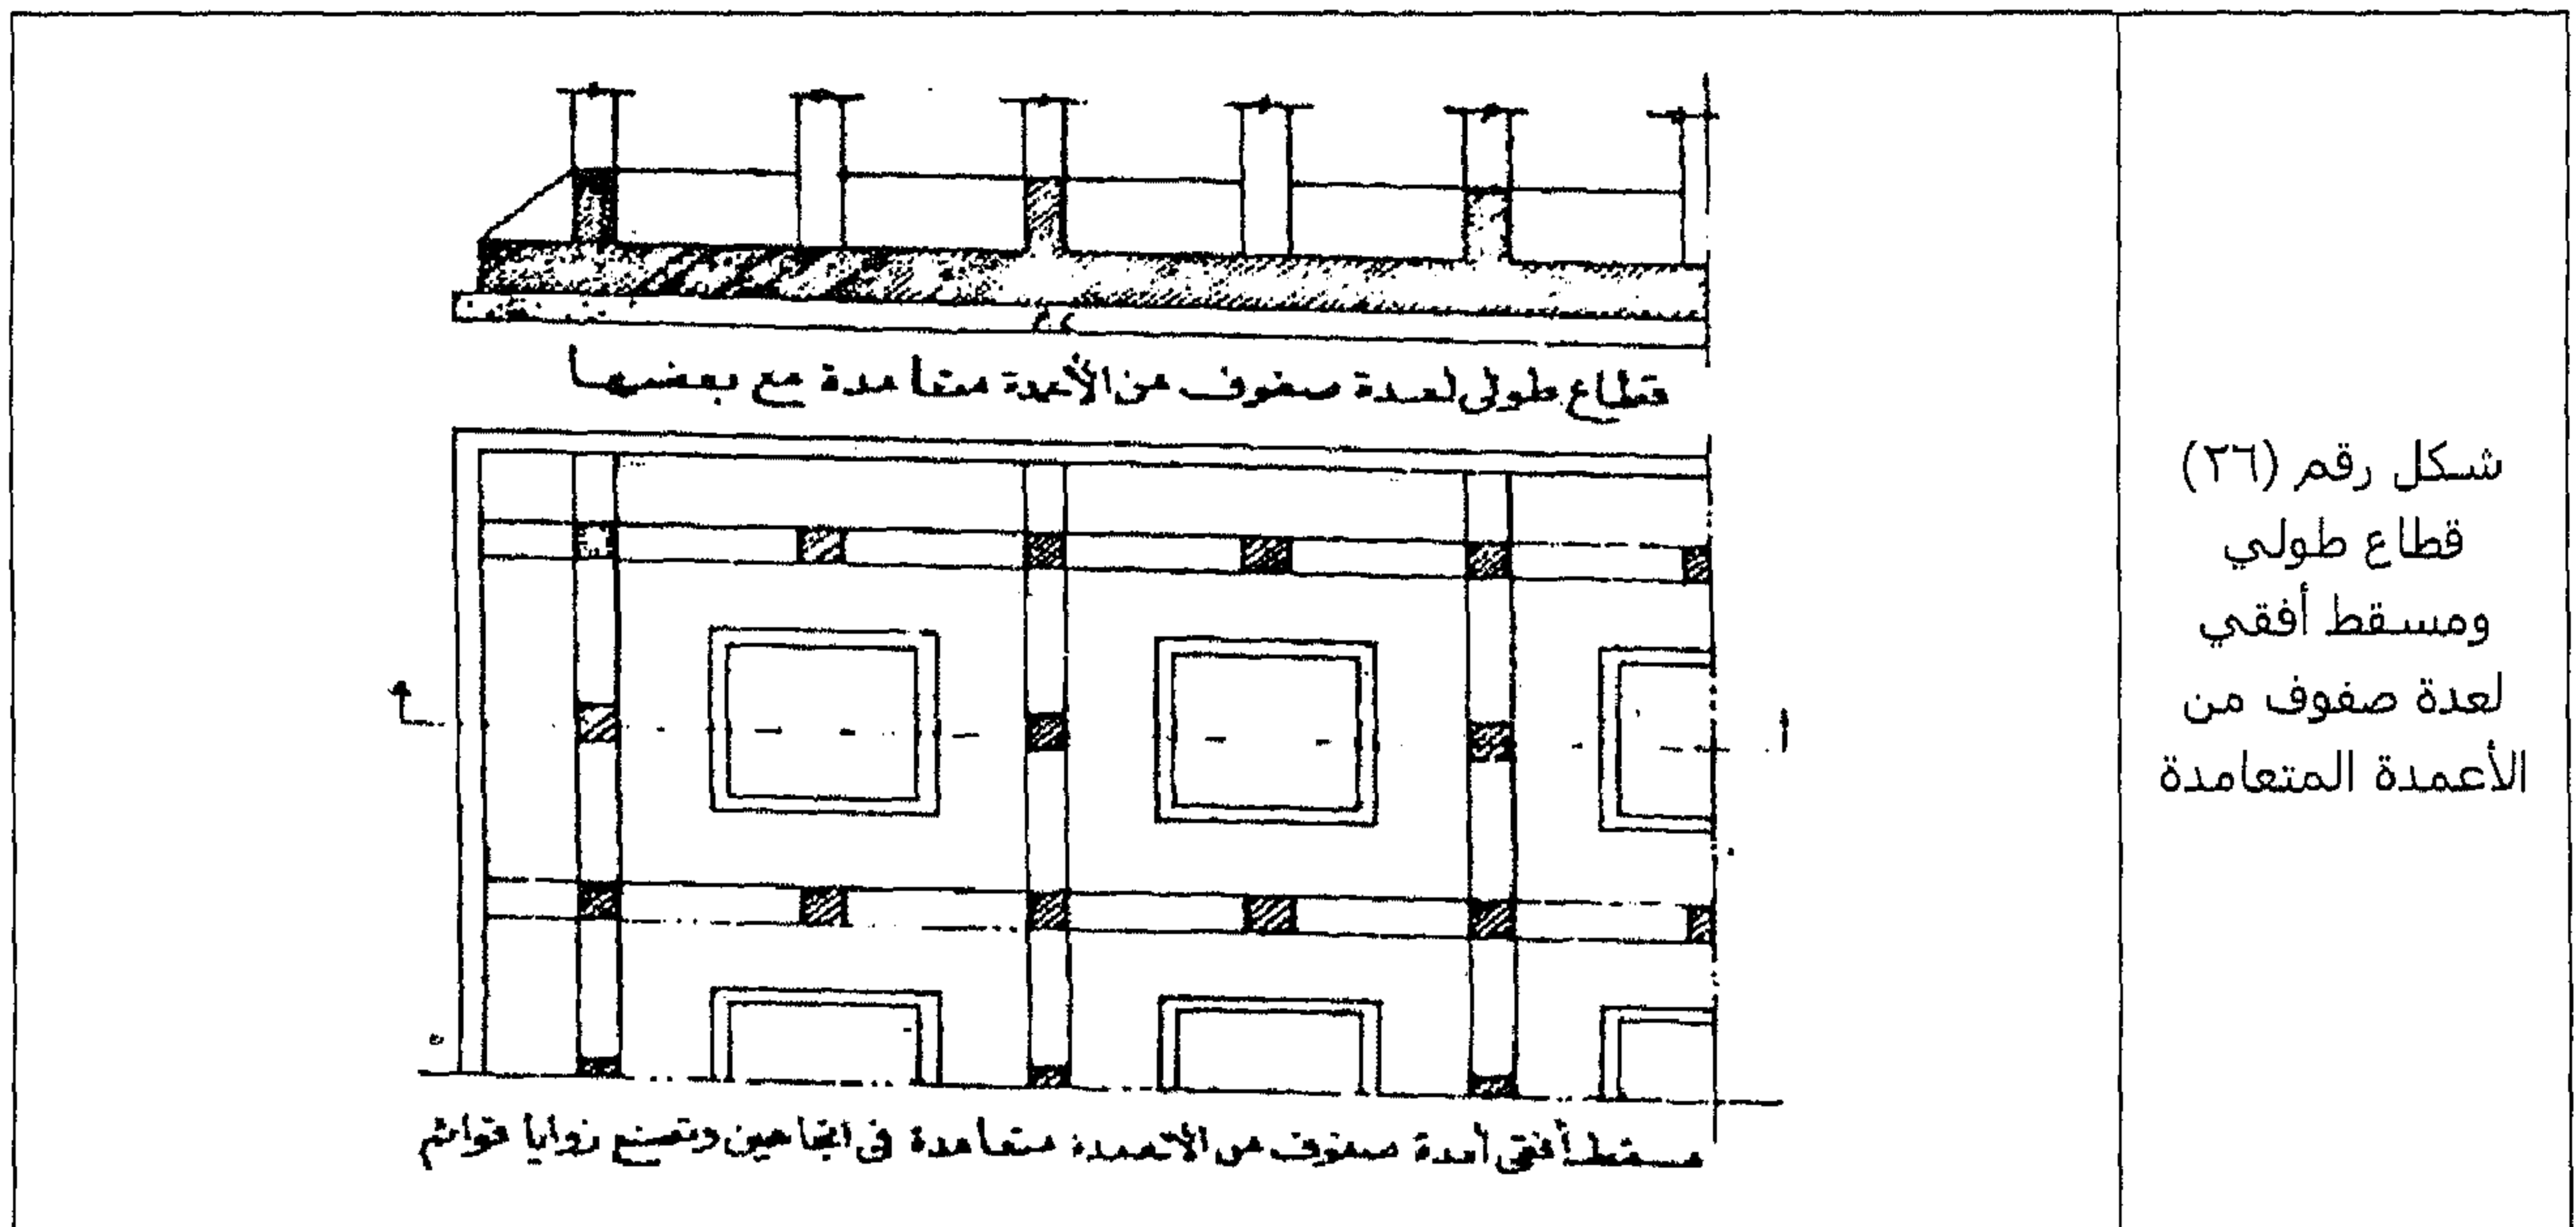 قطاع طولى لعدة صفوف من الأعمدة متعامدة مع بعضها
مسقط أفقى لعدة صفوف من الأعمدة متعامدة فى اتجاهين وتصنع زوايا قوائم
شكل رقم (٢٦)
قطاع طولي
ومسقط أفقي
لعدة صفوف من
الأعمدة المتعامدة